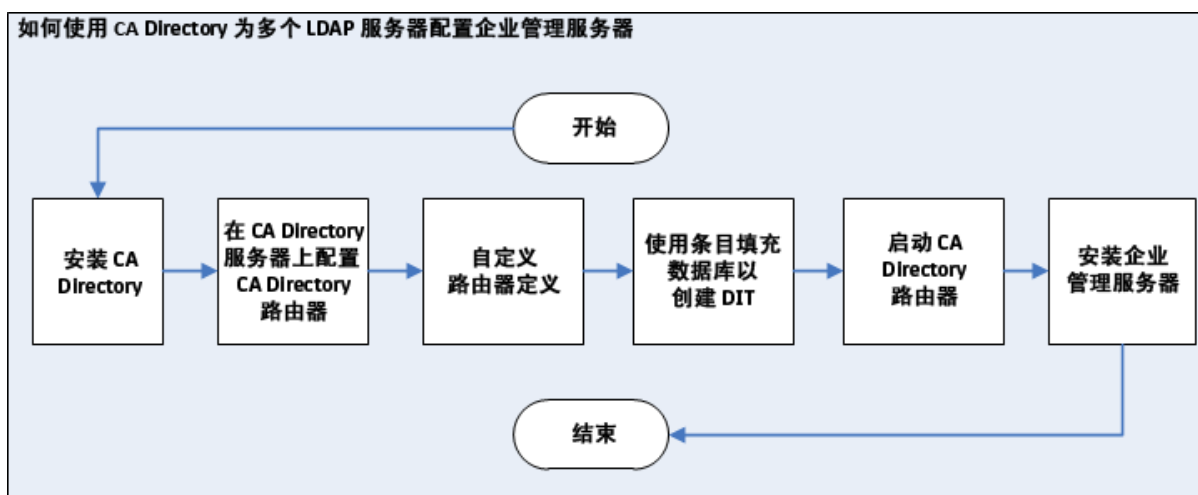 如何使用 CA Directory 为多个 LDAP 服务器配置企业管理服务器
开始
安装 CA
Directory
在 CA Directory
服务器上配置
CA Directory
路由器
自定义
路由器定义
使用条目填充
数据库以
创建 DIT
启动 CA
Directory
路由器
安装企业
管理服务器
结束